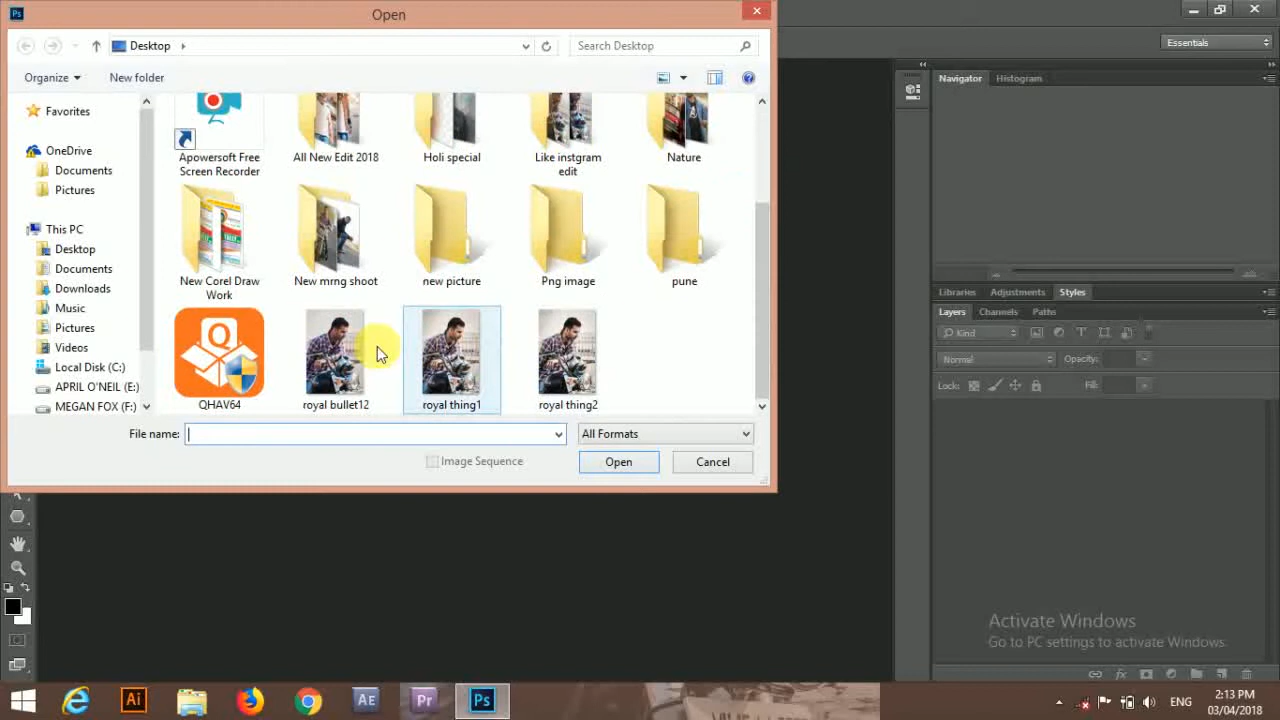 Ps
Open
Desktop
Search Desktop
Essentials
Organize
New folder
Navigator
Histogram
Favorites
OneDrive
Documents
Pictures
This PC
Desktop
Documents
Downloads
Music
Pictures
Videos
Local Disk (C:)
APRIL O'NEIL (E:)
MEGAN FOX (F:)
Apowersoft Free
Screen Recorder
All New Edit 2018
Holi special
Like instgram
edit
Nature
New Corel Draw
Work
New mrng shoot
new picture
Png image
pune
QHAV64
royal bullet12
royal thing1
royal thing2
File name:
All Formats
Image Sequence
Open
Cancel
Libraries
Adjustments
Styles
Layers
Channels
Paths
Kind
Normal
Opacity:
Lock:
Fill:
Activate Windows
Go to PC settings to activate Windows.
Ai
AE
Pr
Ps
ENG
2:13 PM
03/04/2018